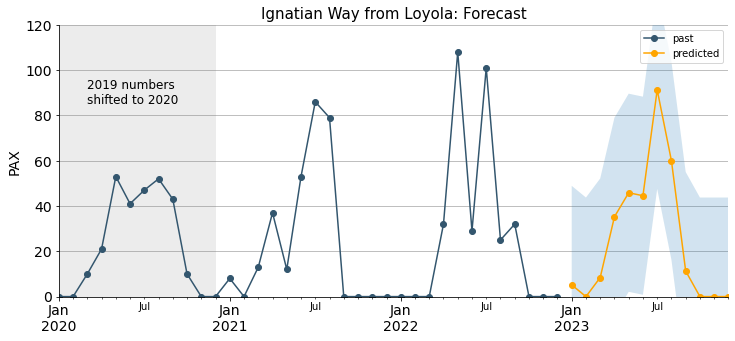 Ignatian Way from Loyola: Forecast
120
100
80
60
40
20
0
PAX
2019 numbers
shifted to 2020
past
predicted
Jan
2020
Jul
Jan
2021
Jul
Jan
2022
Jul
Jan
2023
Jul